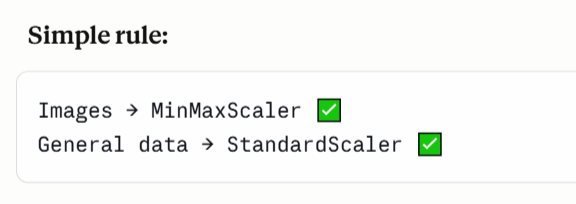 Simple rule:
Images → MinMaxScaler ✅
General data → StandardScaler ✅